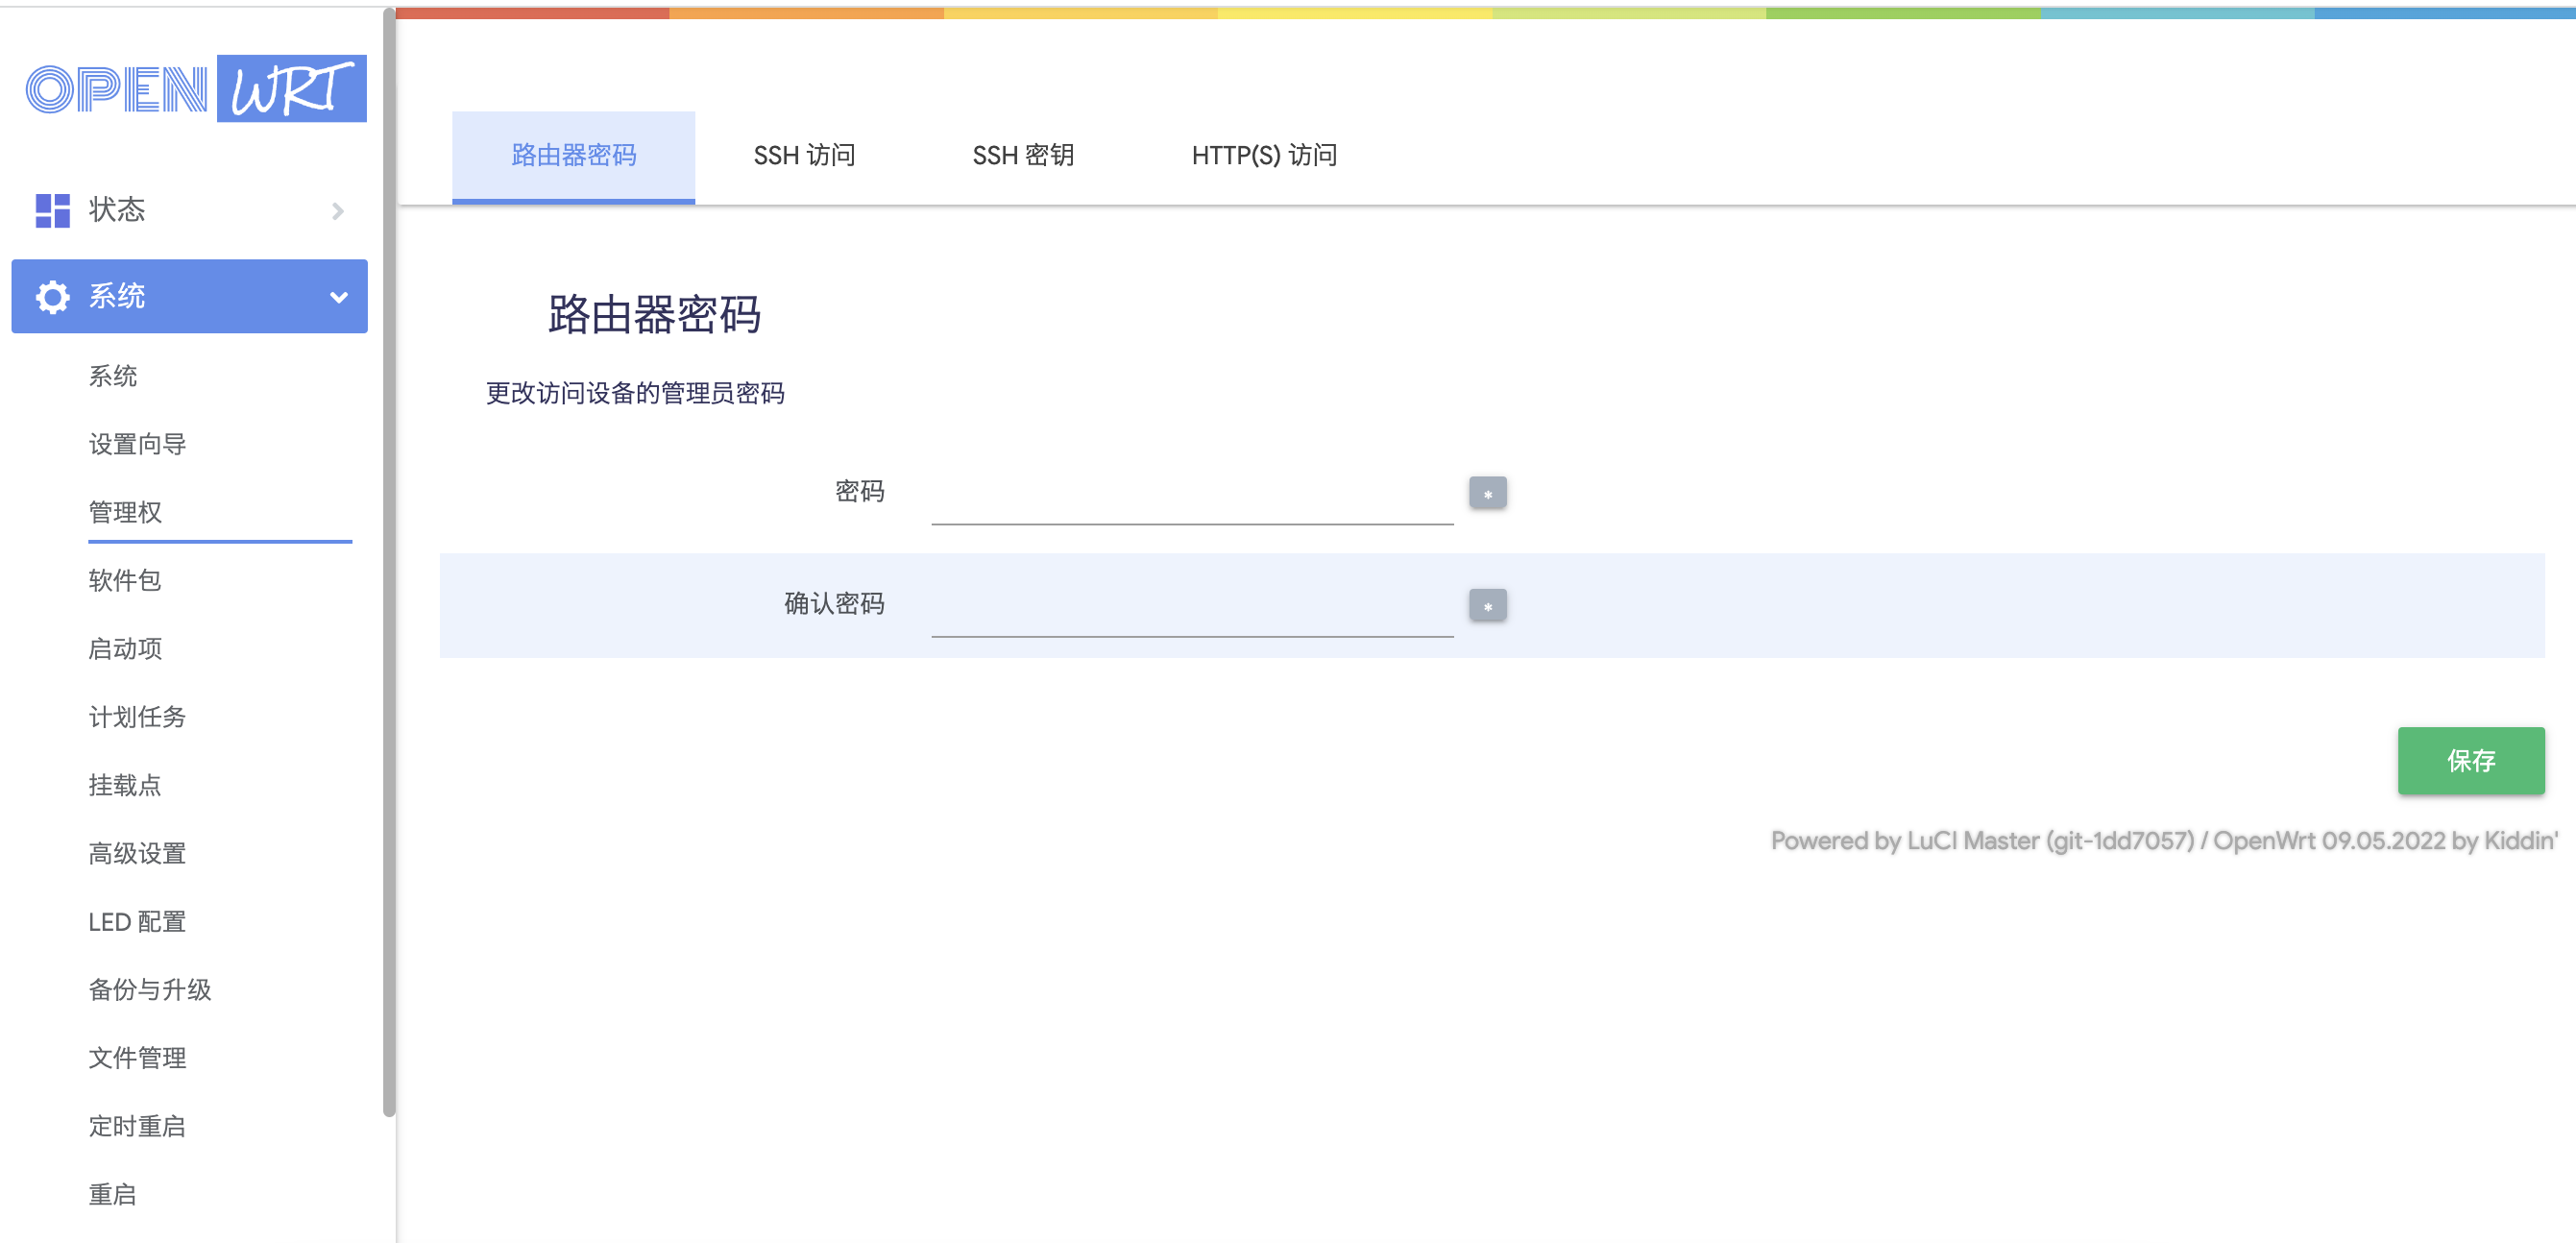 OPENWRT
状态
系统
系统
设置向导
管理权
软件包
启动项
计划任务
挂载点
高级设置
LED 配置
备份与升级
文件管理
定时重启
重启
路由器密码
SSH 访问
SSH 密钥
HTTP(S) 访问
路由器密码
更改访问设备的管理员密码
密码
*
确认密码
*
保存
Powered by LuCI Master (git-1dd7057) / OpenWrt 09.05.2022 by Kiddin'